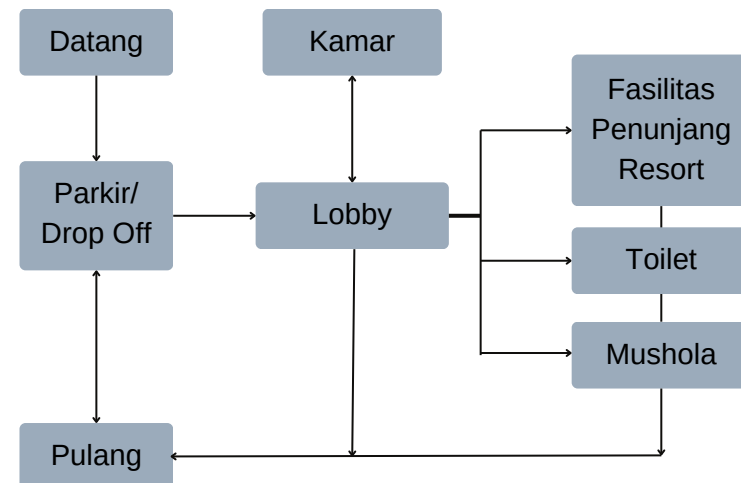 Datang
Kamar
Fasilitas
Penunjang
Resort
Parkir/
Drop Off
Lobby
Toilet
Mushola
Pulang